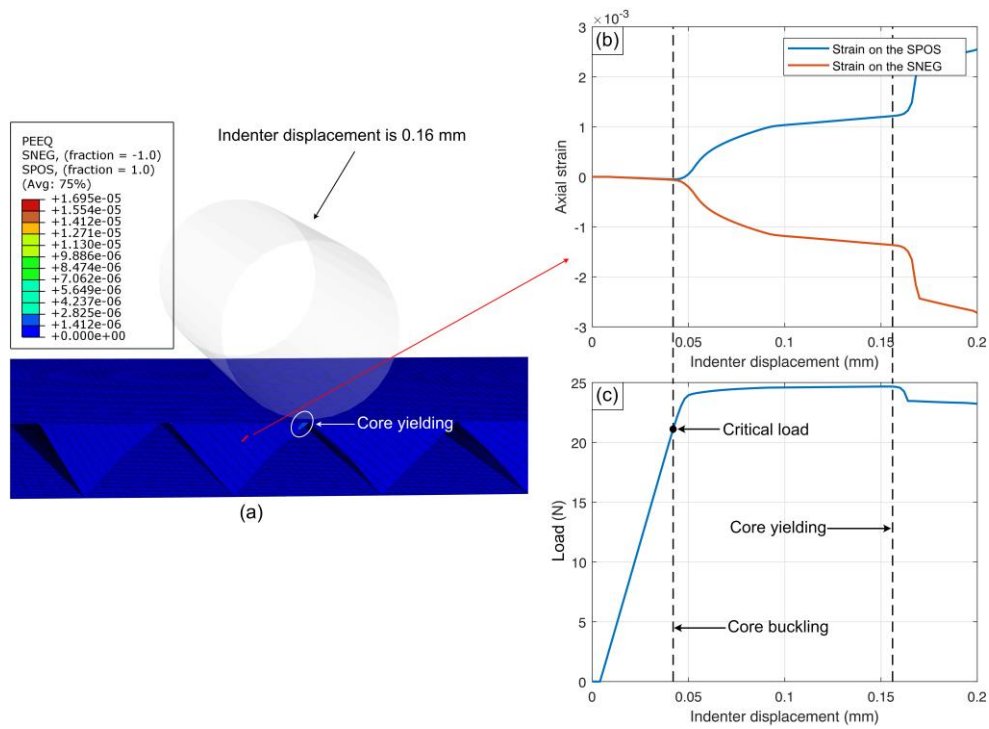 Indenter displacement is 0.16 mm
PEEQ
SNEG, (fraction = -1.0)
SPOS, (fraction = 1.0)
(Avg: 75%)
+1.695e-05
+1.554e-05
+1.412e-05
+1.271e-05
+1.130e-05
+9.886e-06
+8.474e-06
+7.062e-06
+5.649e-06
+4.237e-06
+2.825e-06
+1.412e-06
+0.000e+00
Core yielding
(a)
×10-3
(b)
Strain on the SPOS
Strain on the SNEG
3
2
1
0
-1
-2
-3
Axial strain
0 0.05 0.1 0.15 0.2
Indenter displacement (mm)
(c)
25
20
15
10
5
0
Load (N)
Critical load
Core yielding
Core buckling
0 0.05 0.1 0.15 0.2
Indenter displacement (mm)